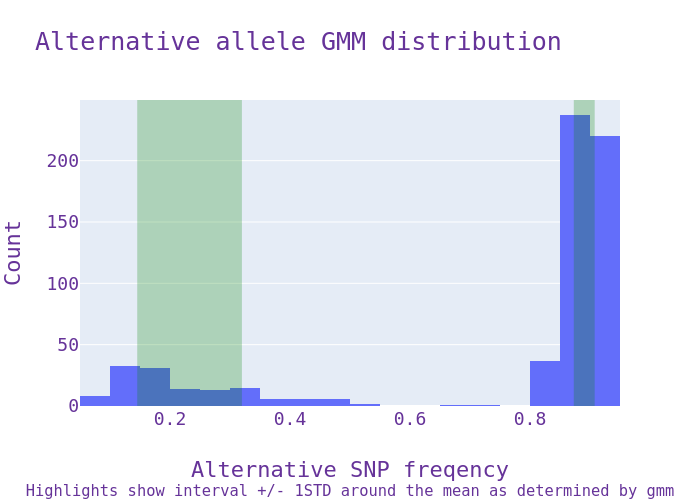 Alternative allele GMM distribution
Count
200
150
100
50
0
0.2 0.4 0.6 0.8
Alternative SNP freqency
Highlights show interval +/- 1STD around the mean as determined by gmm